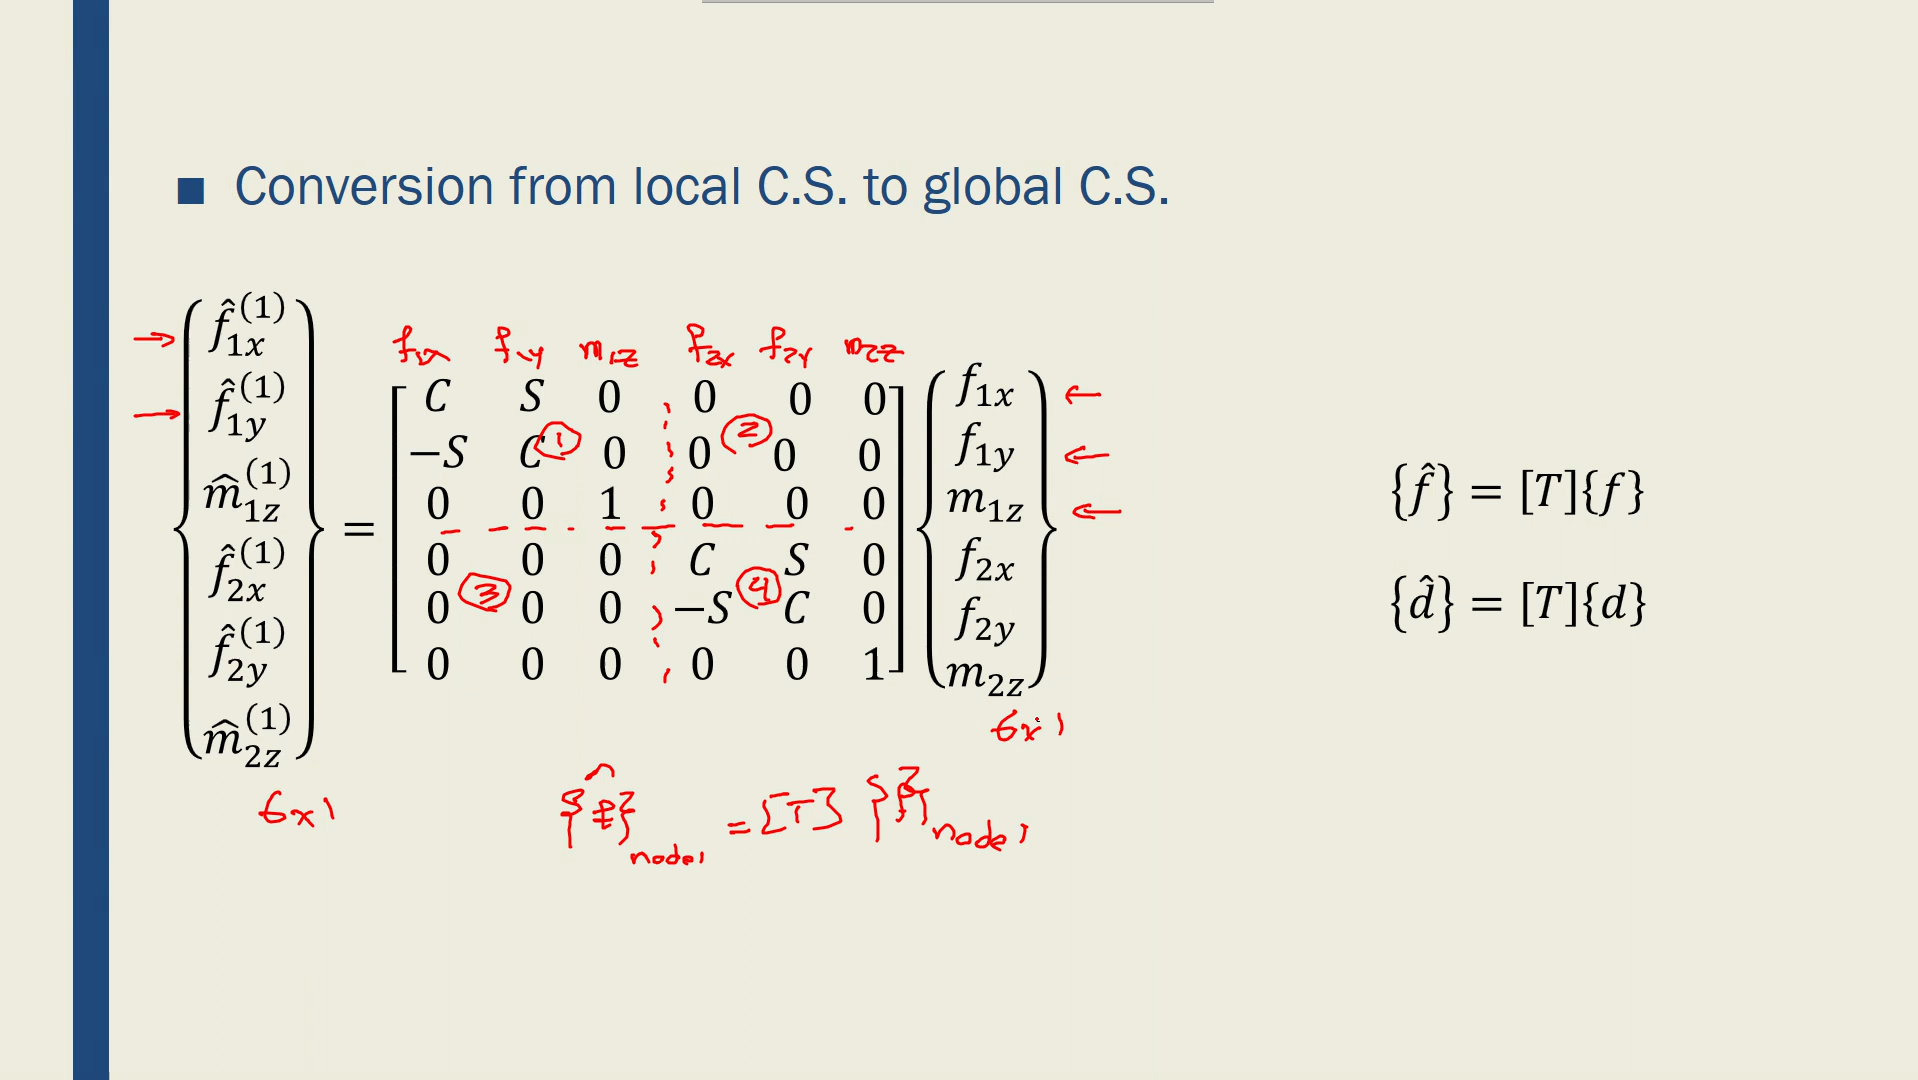 ■ Conversion from local C.S. to global C.S.
f1x f1y m1z f2x f2y m2z
{f̂1x(1) f̂1y(1) m̂1z(1) f̂2x(1) f̂2y(1) m̂2z(1)} =
[C S 0 0 0 0
−S C 0 0 0 0
0 0 1 0 0 0
0 0 0 C S 0
0 0 0 −S C 0
0 0 0 0 0 1]
{f1x f1y m1z f2x f2y m2z}
① ②
③ ④
{f̂} = [T]{f}
{d̂} = [T]{d}
6x1
6x1
{f̂}node1 = [T] {f}node1